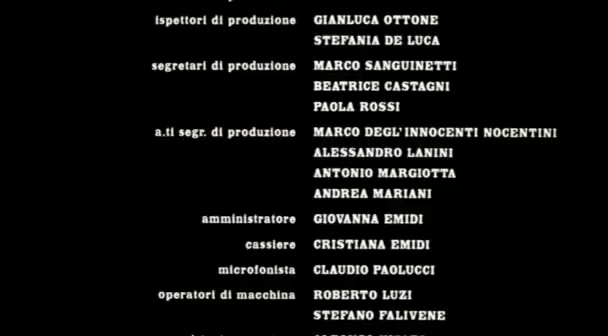 ispettori di produzione GIANLUCA OTTONE
STEFANIA DE LUCA
segretari di produzione MARCO SANGUINETTI
BEATRICE CASTAGNI
PAOLA ROSSI
a.ti segr. di produzione MARCO DEGL'INNOCENTI NOCENTINI
ALESSANDRO LANINI
ANTONIO MARGIOTTA
ANDREA MARIANI
amministratore GIOVANNA EMIDI
cassiere CRISTIANA EMIDI
microfonista CLAUDIO PAOLUCCI
operatori di macchina ROBERTO LUZI
STEFANO FALIVENE